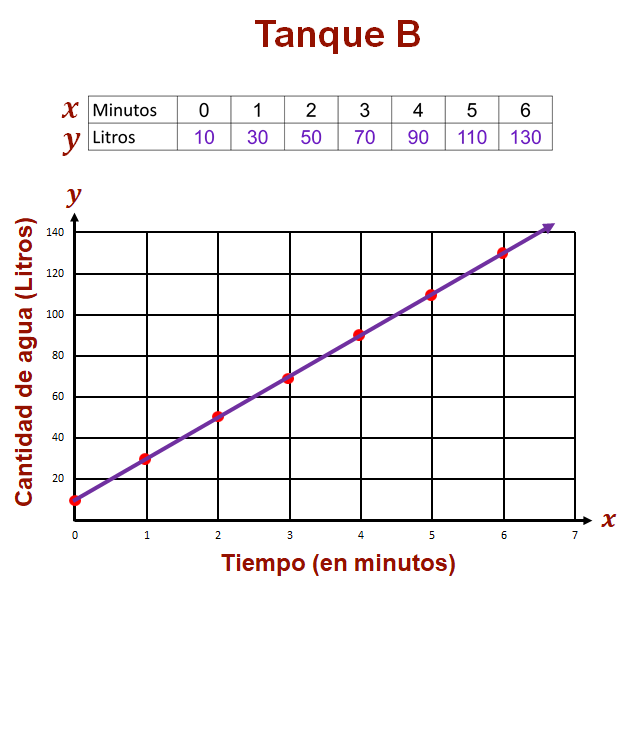 Tanque B
x Minutos 0 1 2 3 4 5 6
y Litros 10 30 50 70 90 110 130
y
Cantidad de agua (Litros)
140
120
100
80
60
40
20
0 1 2 3 4 5 6 7
x
Tiempo (en minutos)